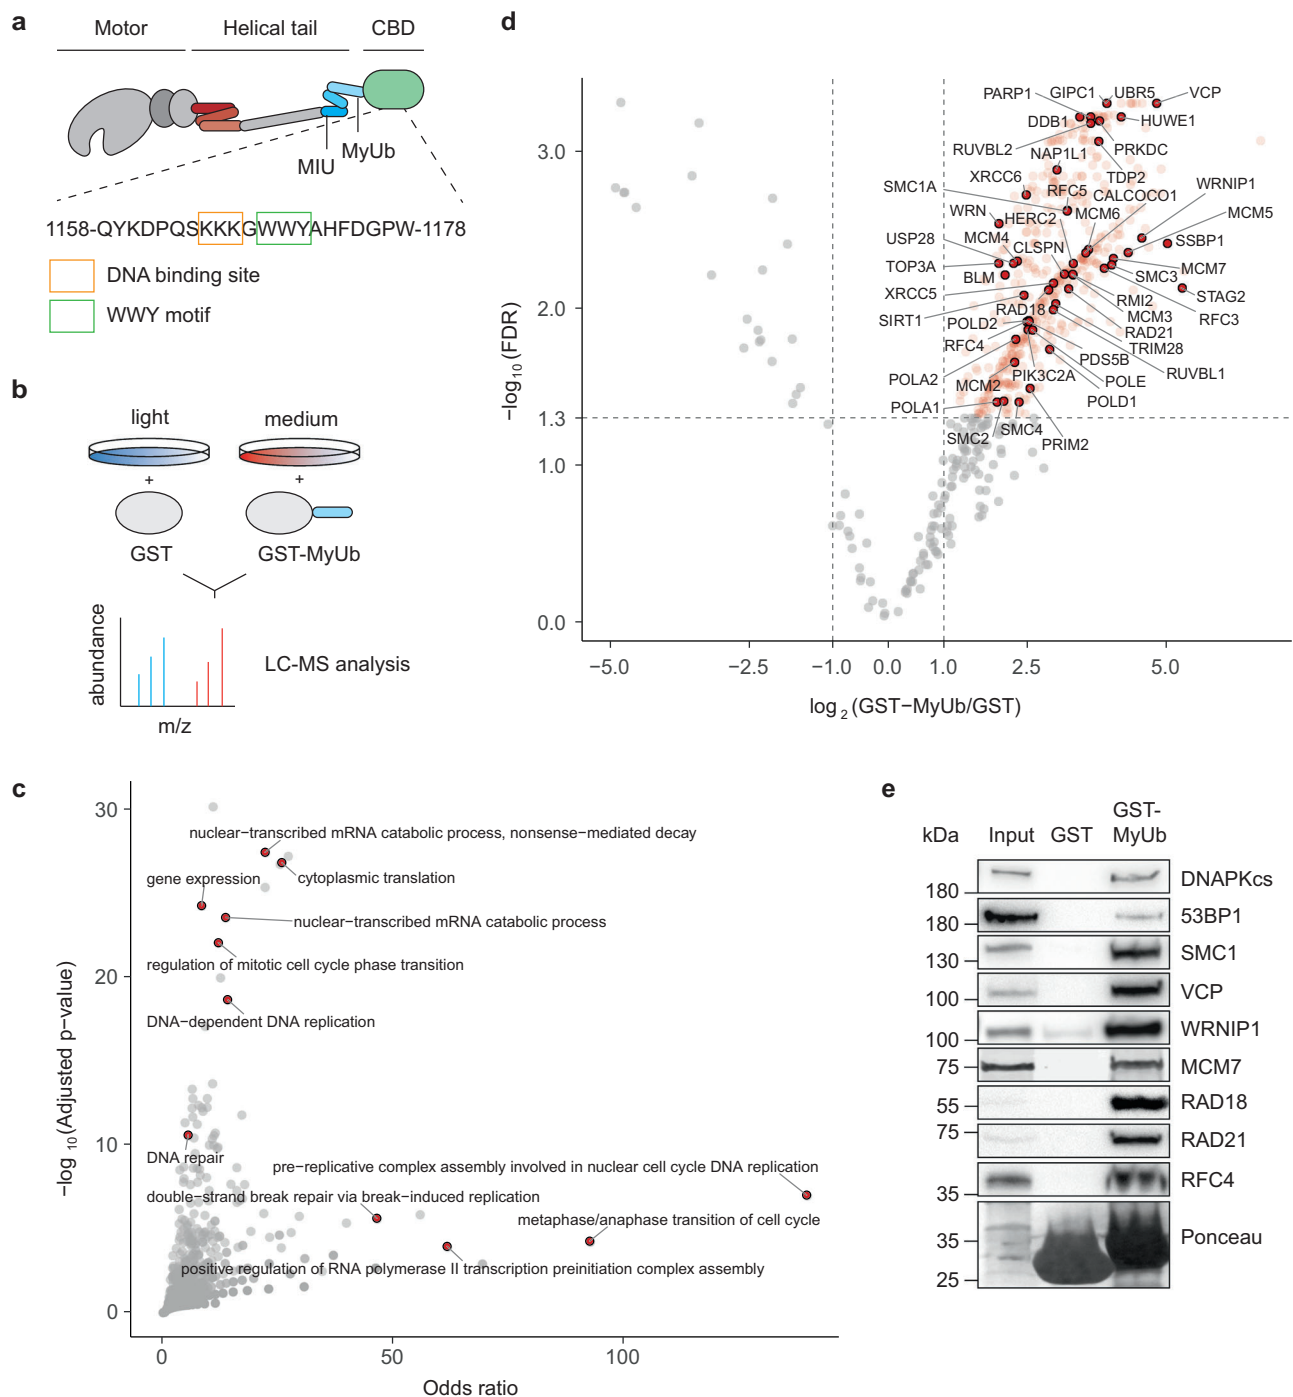 a
Motor
Helical tail
CBD
MIU
MyUb
1158-QYKDPQSKKKGWWYAHFDGPW-1178
DNA binding site
WWY motif
b
light
medium
+
+
GST
GST-MyUb
abundance
m/z
LC-MS analysis
c
−log 10 (Adjusted p−value)
30
20
10
0
0
50
100
Odds ratio
nuclear−transcribed mRNA catabolic process, nonsense−mediated decay
cytoplasmic translation
gene expression
nuclear−transcribed mRNA catabolic process
regulation of mitotic cell cycle phase transition
DNA−dependent DNA replication
DNA repair
pre−replicative complex assembly involved in nuclear cell cycle DNA replication
double−strand break repair via break−induced replication
metaphase/anaphase transition of cell cycle
positive regulation of RNA polymerase II transcription preinitiation complex assembly
d
−log10 (FDR)
3.0
2.0
1.3
1.0
0.0
−5.0
−2.5
−1.0
0.0
1.0
2.5
5.0
log 2 (GST−MyUb/GST)
PARP1
GIPC1
UBR5
VCP
DDB1
HUWE1
RUVBL2
PRKDC
NAP1L1
TDP2
XRCC6
SMC1A
RFC5
CALCOCO1
WRNIP1
WRN
HERC2
MCM6
MCM5
USP28
MCM4
CLSPN
SSBP1
TOP3A
BLM
SMC3
MCM7
XRCC5
RMI2
STAG2
SIRT1
RAD18
MCM3
RFC3
POLD2
RAD21
RFC4
TRIM28
PDS5B
RUVBL1
POLA2
MCM2
PIK3C2A
POLE
POLD1
POLA1
SMC2
SMC4
PRIM2
e
kDa
Input
GST
GST-
MyUb
180
DNAPKcs
180
53BP1
130
SMC1
100
VCP
100
WRNIP1
75
MCM7
55
RAD18
75
RAD21
35
RFC4
35
25
Ponceau